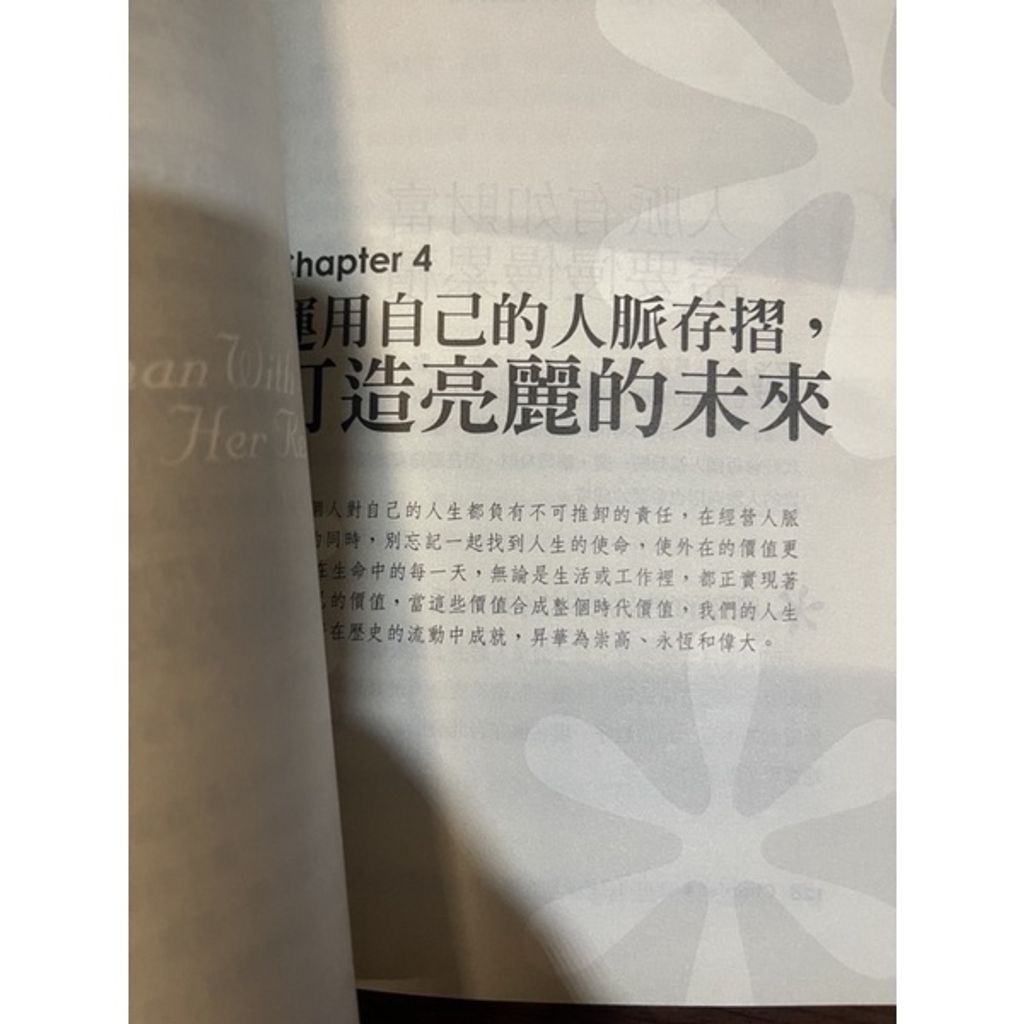 an With
Her
Chapter 4
運用自己的人脈存摺，
打造亮麗的未來
個人對自己的人生都負有不可推卸的責任，在經營人脈
的同時，別忘記一起找到人生的使命，使外在的價值更
在生命中的每一天，無論是生活或工作裡，都正實現著
己的價值，當這些價值合成整個時代價值，我們的人生
在歷史的流動中成就，昇華為崇高、永恆和偉大。